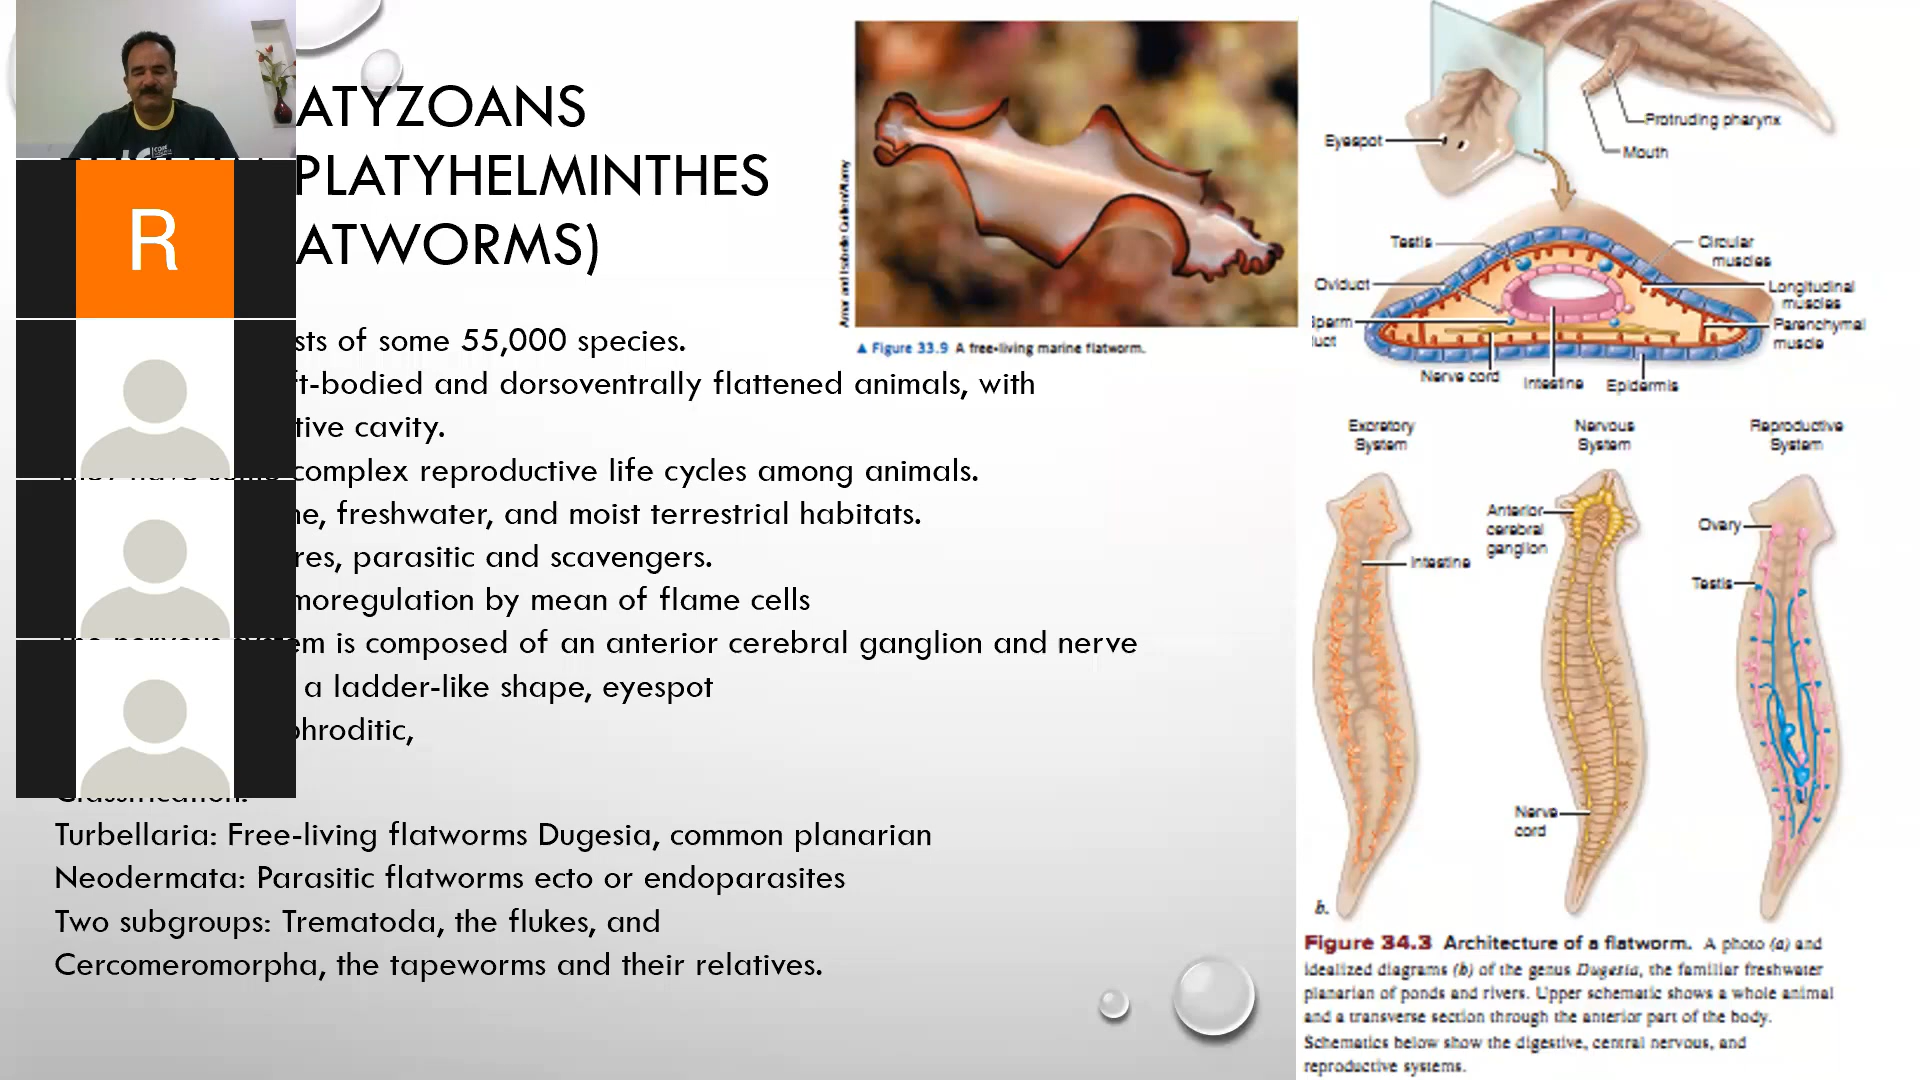 ATYZOANS
PLATYHELMINTHES
ATWORMS)
R
sts of some 55,000 species.
ft-bodied and dorsoventrally flattened animals, with
tive cavity.
complex reproductive life cycles among animals.
ne, freshwater, and moist terrestrial habitats.
res, parasitic and scavengers.
moregulation by mean of flame cells
em is composed of an anterior cerebral ganglion and nerve
a ladder-like shape, eyespot
phroditic,
Classification:
Turbellaria: Free-living flatworms Dugesia, common planarian
Neodermata: Parasitic flatworms ecto or endoparasites
Two subgroups: Trematoda, the flukes, and
Cercomeromorpha, the tapeworms and their relatives.
▲ Figure 33.9 A free-living marine flatworm.
Eyespot
Protruding pharynx
Mouth
Testis
Circular
muscles
Oviduct
Longitudinal
muscles
Sperm
duct
Parenchymal
muscle
Nerve cord
Intestine
Epidermis
Excretory
System
Nervous
System
Reproductive
System
Anterior
cerebral
ganglion
Intestine
Ovary
Testis
Nerve
cord
b.
Figure 34.3 Architecture of a flatworm. A photo (a) and
idealized diagrams (b) of the genus Dugesia, the familiar freshwater
planarian of ponds and rivers. Upper schematic shows a whole animal
and a transverse section through the anterior part of the body.
Schematics below show the digestive, central nervous, and
reproductive systems.